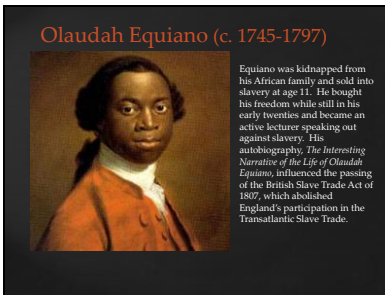 Olaudah Equiano (c. 1745-1797)
Equiano was kidnapped from
his African family and sold into
slavery at age 11. He bought
his freedom while still in his
early twenties and became an
active lecturer speaking out
against slavery. His
autobiography, The Interesting
Narrative of the Life of Olaudah
Equiano, influenced the passing
of the British Slave Trade Act of
1807, which abolished
England's participation in the
Transatlantic Slave Trade.